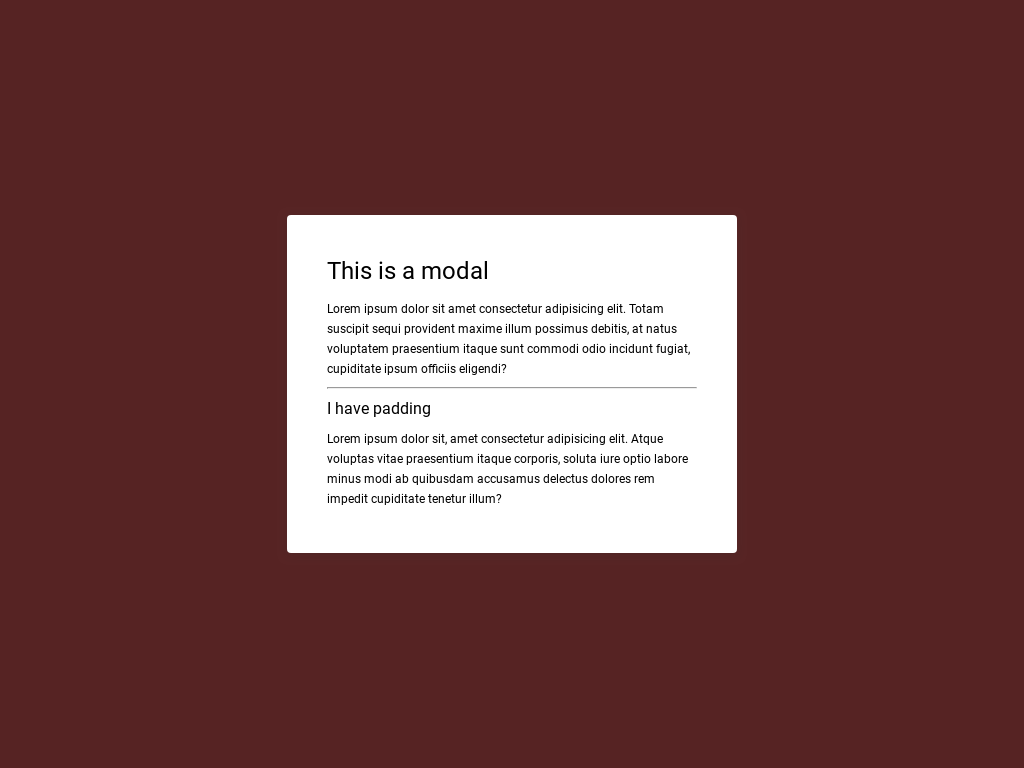 This is a modal
Lorem ipsum dolor sit amet consectetur adipisicing elit. Totam
suscipit sequi provident maxime illum possimus debitis, at natus
voluptatem praesentium itaque sunt commodi odio incidunt fugiat,
cupiditate ipsum officiis eligendi?
I have padding
Lorem ipsum dolor sit, amet consectetur adipisicing elit. Atque
voluptas vitae praesentium itaque corporis, soluta iure optio labore
minus modi ab quibusdam accusamus delectus dolores rem
impedit cupiditate tenetur illum?